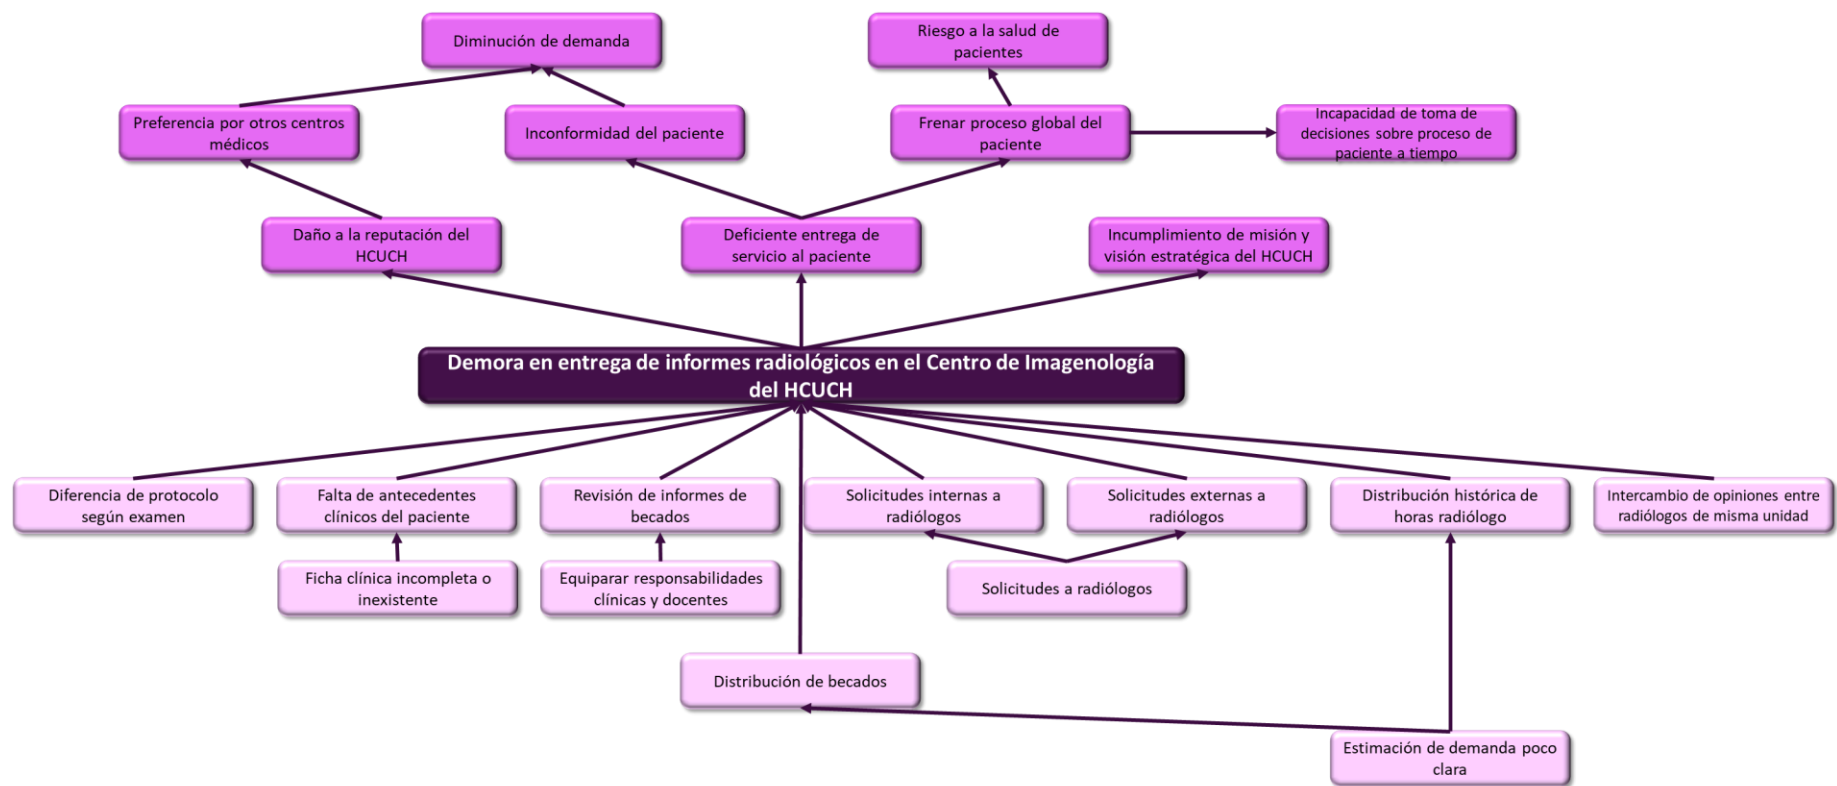 Diminución de demanda
Riesgo a la salud de
pacientes
Preferencia por otros centros
médicos
Inconformidad del paciente
Frenar proceso global del
paciente
Incapacidad de toma de
decisiones sobre proceso de
paciente a tiempo
Daño a la reputación del
HCUCH
Deficiente entrega de
servicio al paciente
Incumplimiento de misión y
visión estratégica del HCUCH
Demora en entrega de informes radiológicos en el Centro de Imagenología
del HCUCH
Diferencia de protocolo
según examen
Falta de antecedentes
clínicos del paciente
Revisión de informes de
becados
Solicitudes internas a
radiólogos
Solicitudes externas a
radiólogos
Distribución histórica de
horas radiólogo
Intercambio de opiniones entre
radiólogos de misma unidad
Ficha clínica incompleta o
inexistente
Equiparar responsabilidades
clínicas y docentes
Solicitudes a radiólogos
Distribución de becados
Estimación de demanda poco
clara